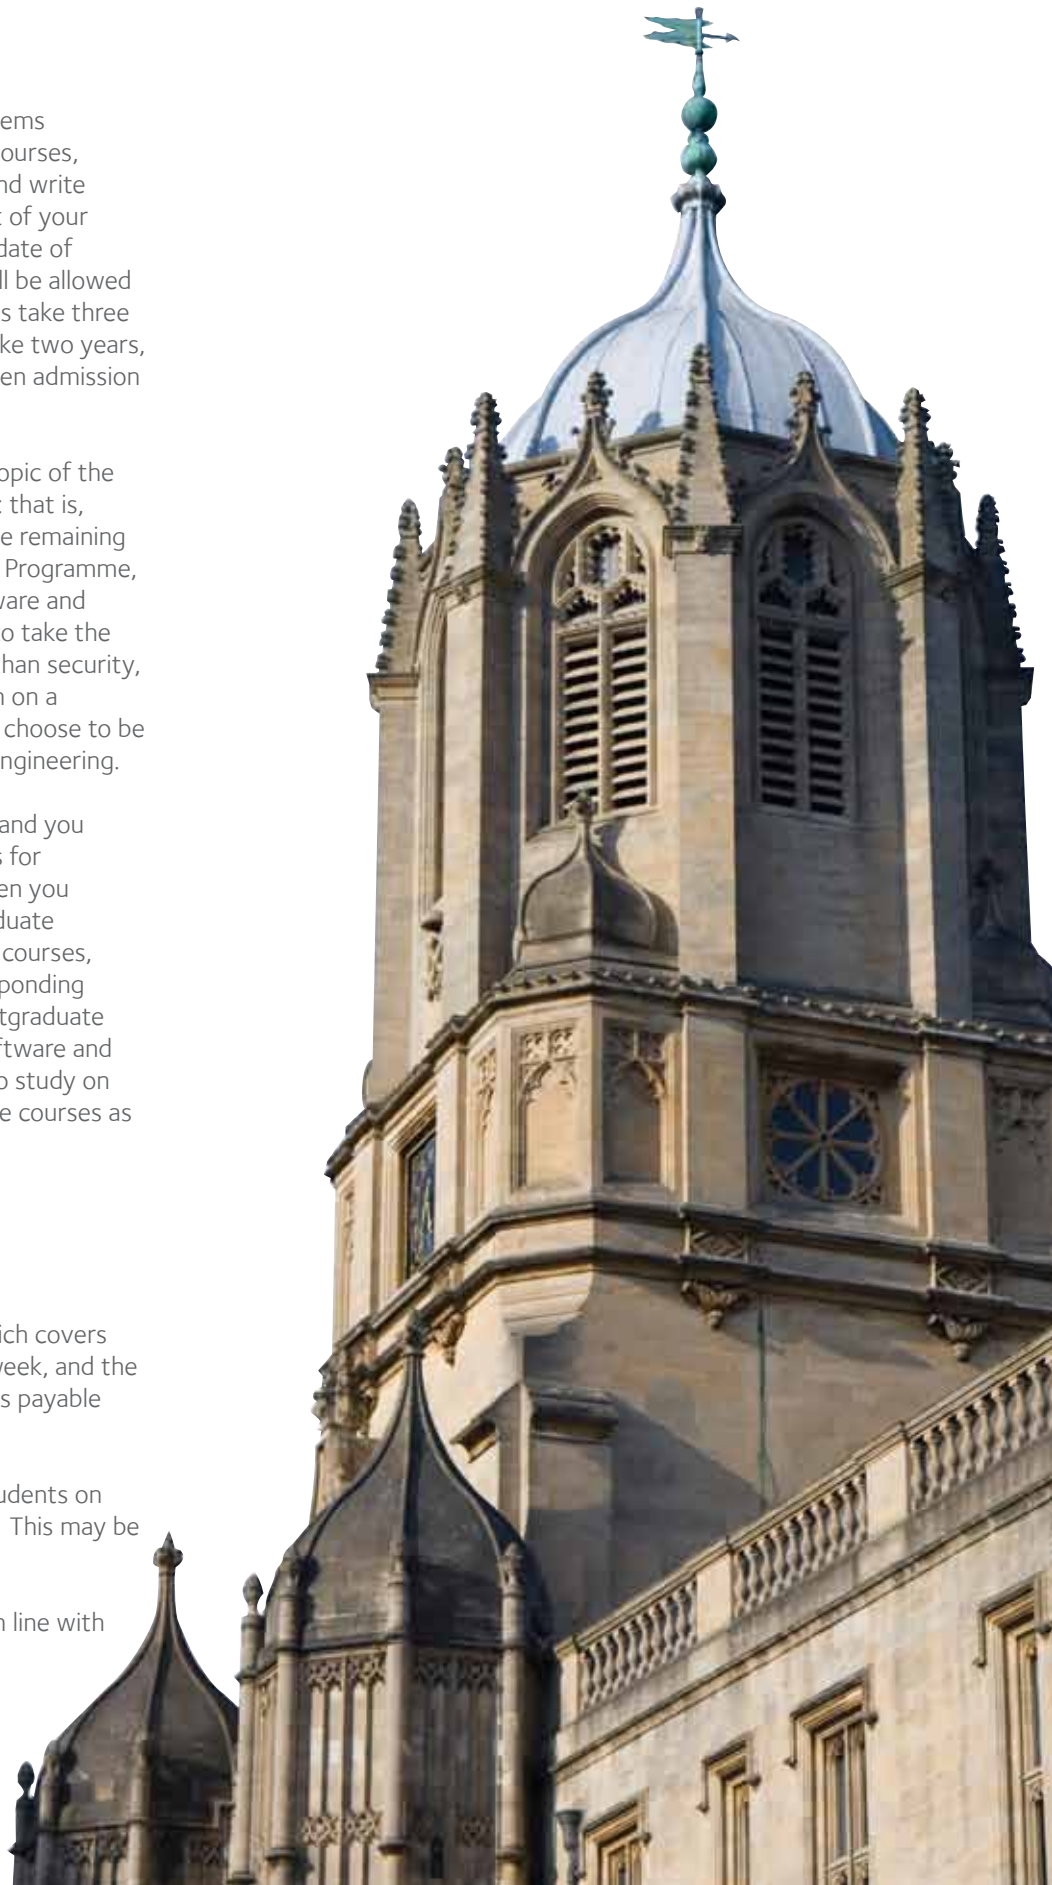 ems
ourses,
nd write
t of your
date of
ll be allowed
s take three
ke two years,
en admission
opic of the
: that is,
e remaining
Programme,
vare and
o take the
than security,
n on a
choose to be
ngineering.
and you
s for
en you
duate
courses,
ponding
tgraduate
ftware and
o study on
e courses as
ich covers
week, and the
s payable
udents on
This may be
n line with